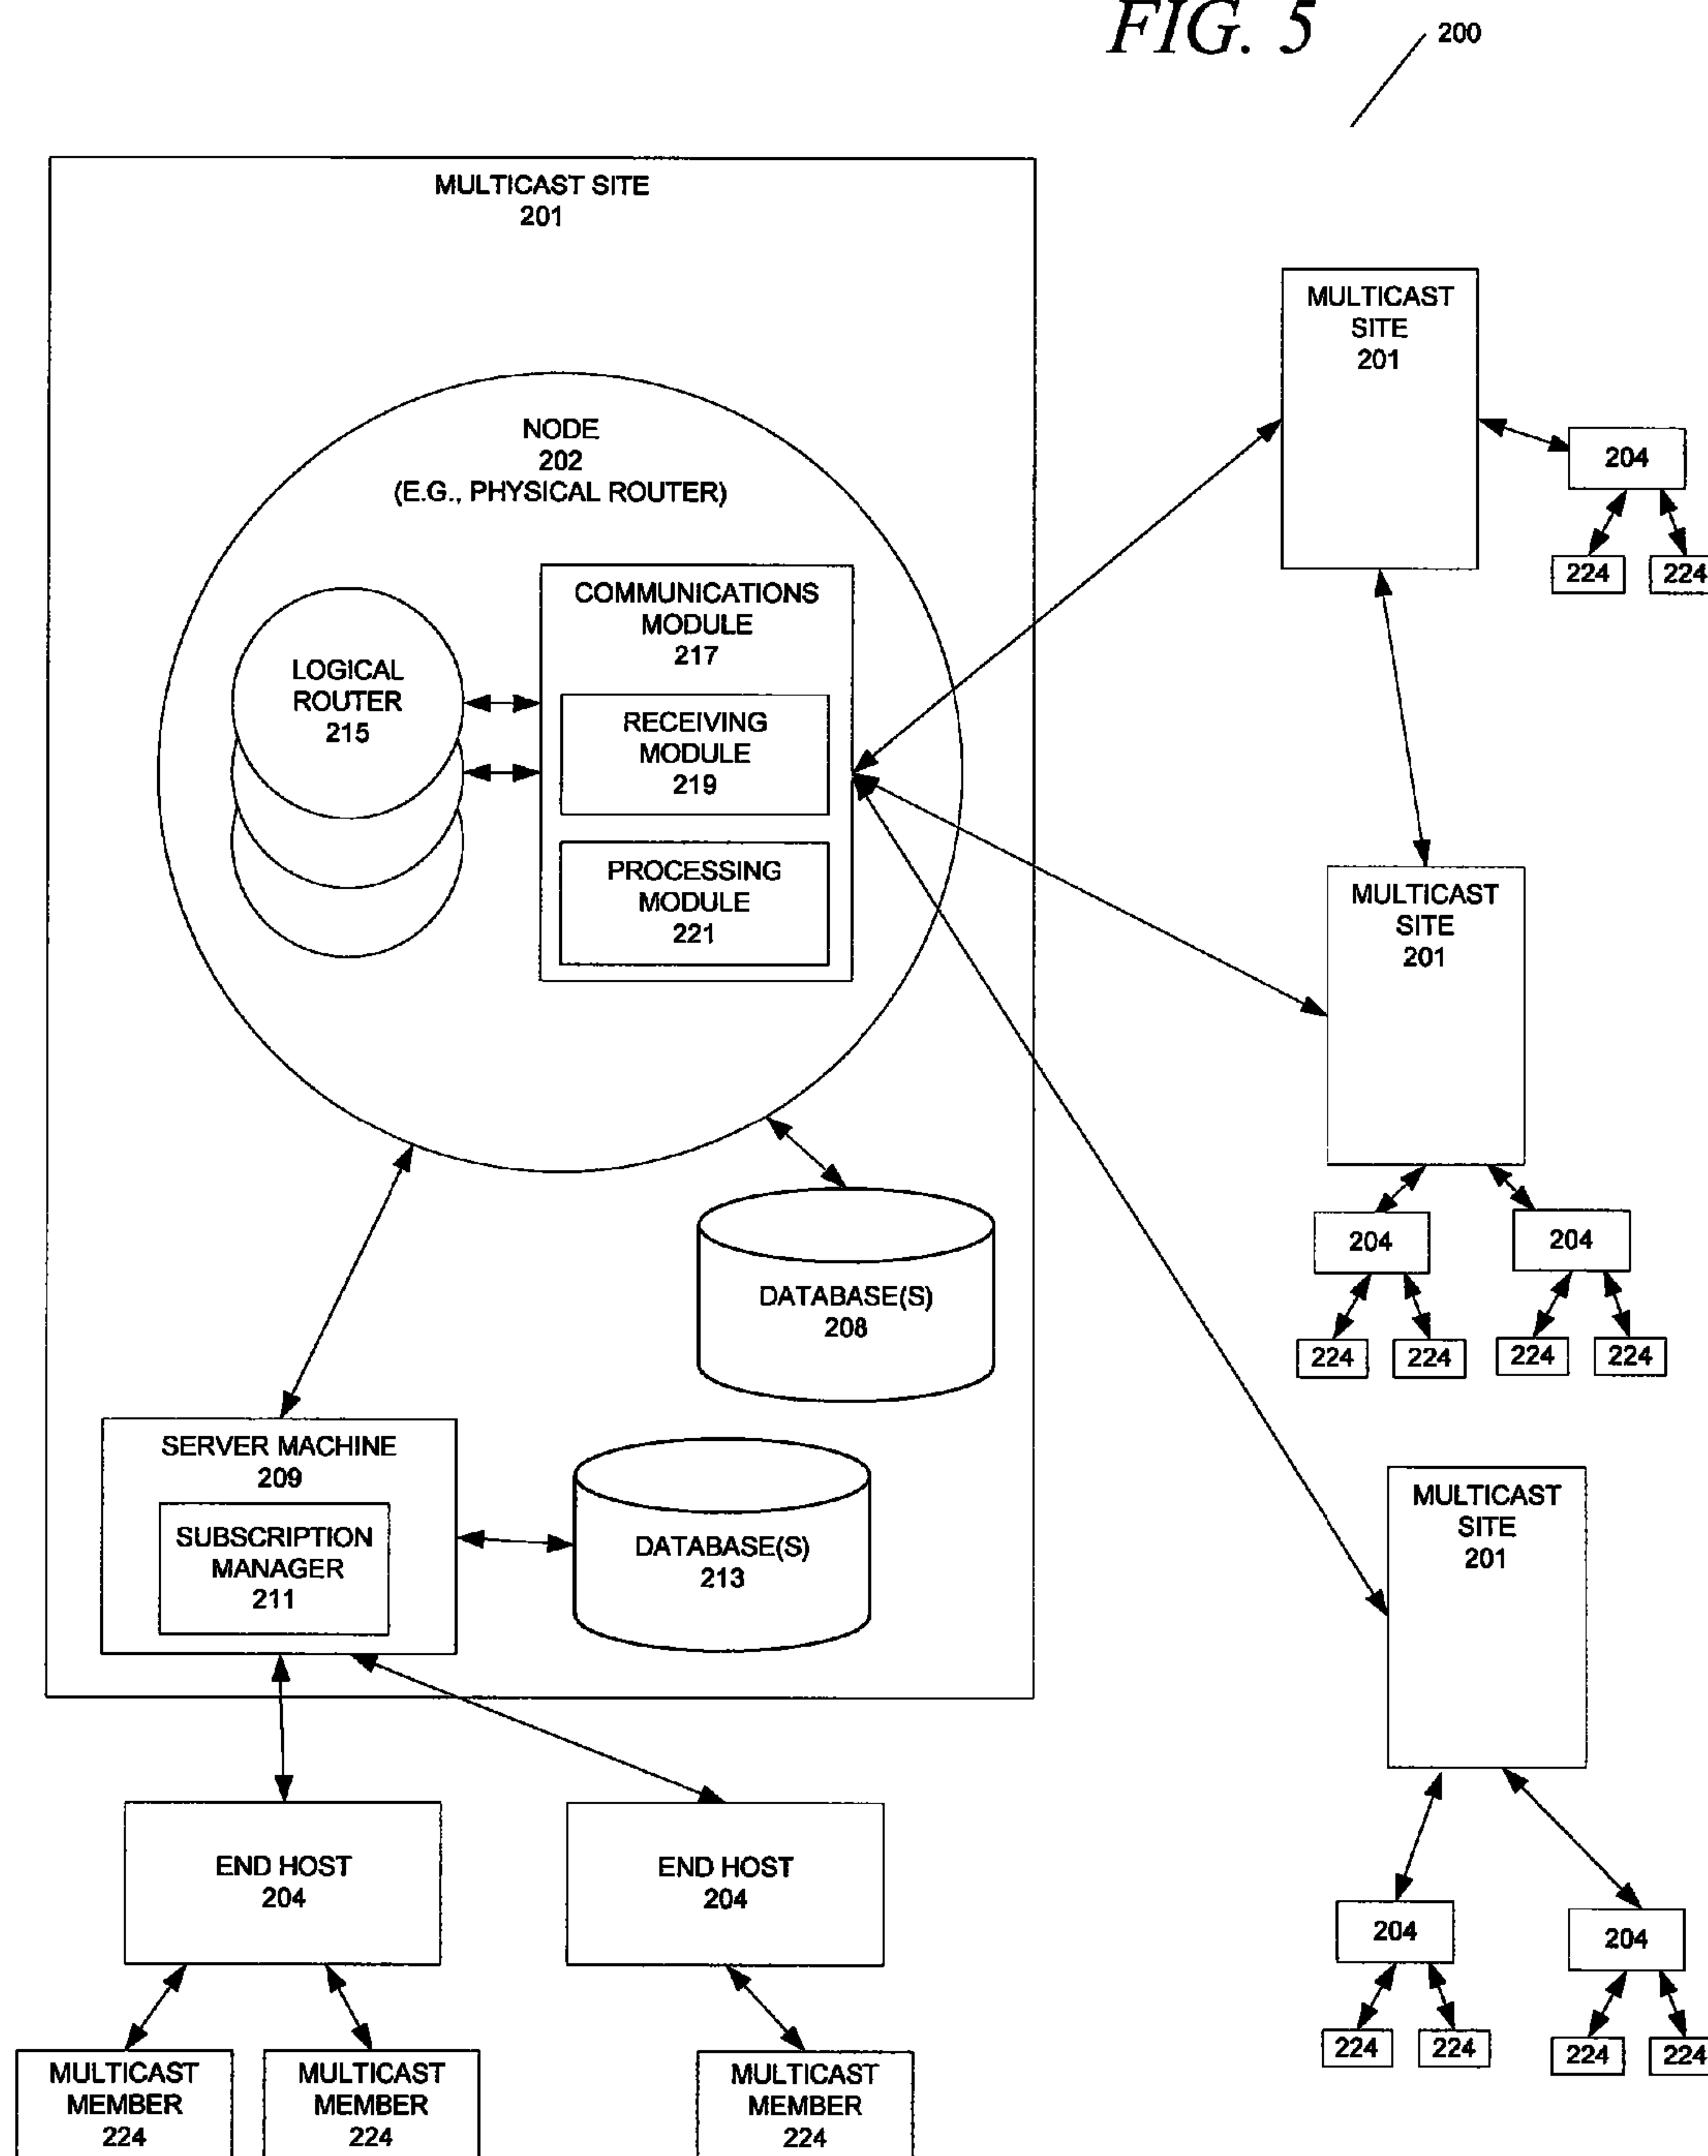 FIG. 5
200
MULTICAST SITE
201
NODE
202
(E.G., PHYSICAL ROUTER)
LOGICAL
ROUTER
215
COMMUNICATIONS
MODULE
217
RECEIVING
MODULE
219
PROCESSING
MODULE
221
DATABASE(S)
208
SERVER MACHINE
209
SUBSCRIPTION
MANAGER
211
DATABASE(S)
213
END HOST
204
END HOST
204
MULTICAST
MEMBER
224
MULTICAST
MEMBER
224
MULTICAST
MEMBER
224
MULTICAST
SITE
201
204
224
224
MULTICAST
SITE
201
204
204
224
224
224
224
MULTICAST
SITE
201
204
204
224
224
224
224